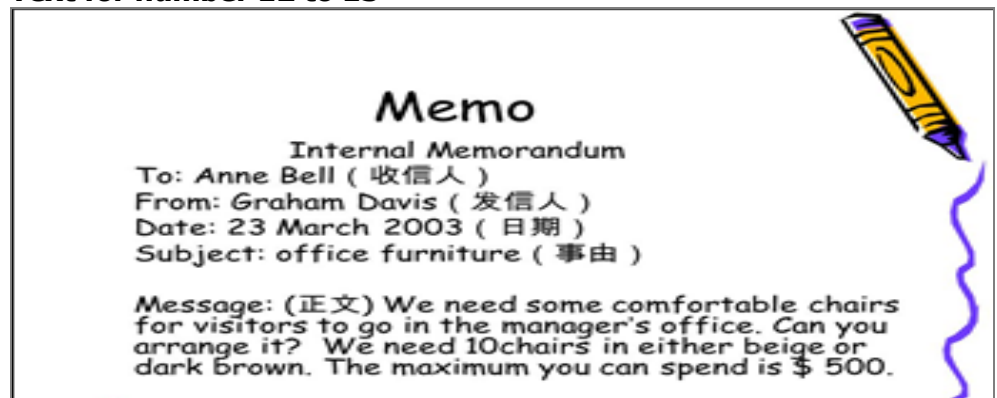 Text for number 11 to 13
Memo
Internal Memorandum
To: Anne Bell ( 收信人 )
From: Graham Davis ( 发信人 )
Date: 23 March 2003 ( 日期 )
Subject: office furniture ( 事由 )
Message: (正文) We need some comfortable chairs
for visitors to go in the manager's office. Can you
arrange it? We need 10chairs in either beige or
dark brown. The maximum you can spend is $ 500.